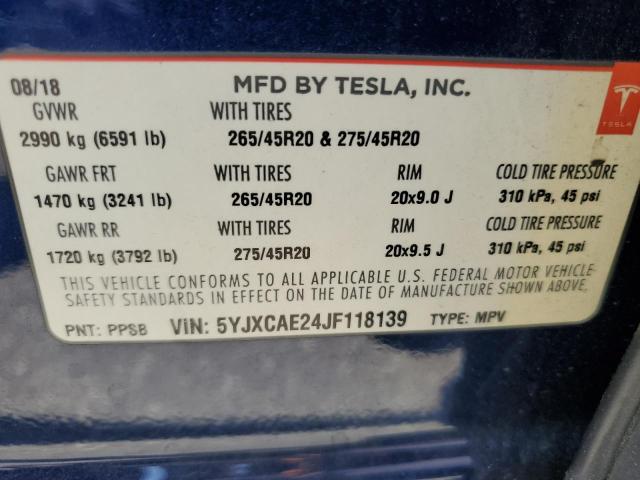 08/18 MFD BY TESLA, INC.
GVWR WITH TIRES
2990 kg (6591 lb) 265/45R20 & 275/45R20
TESLA
GAWR FRT WITH TIRES RIM COLD TIRE PRESSURE
1470 kg (3241 lb) 265/45R20 20x9.0 J 310 kPa, 45 psi
GAWR RR WITH TIRES RIM COLD TIRE PRESSURE
1720 kg (3792 lb) 275/45R20 20x9.5 J 310 kPa, 45 psi
THIS VEHICLE CONFORMS TO ALL APPLICABLE U.S. FEDERAL MOTOR VEHICLE
SAFETY STANDARDS IN EFFECT ON THE DATE OF MANUFACTURE SHOWN ABOVE.
PNT: PPSB VIN: 5YJXCAE24JF118139 TYPE: MPV